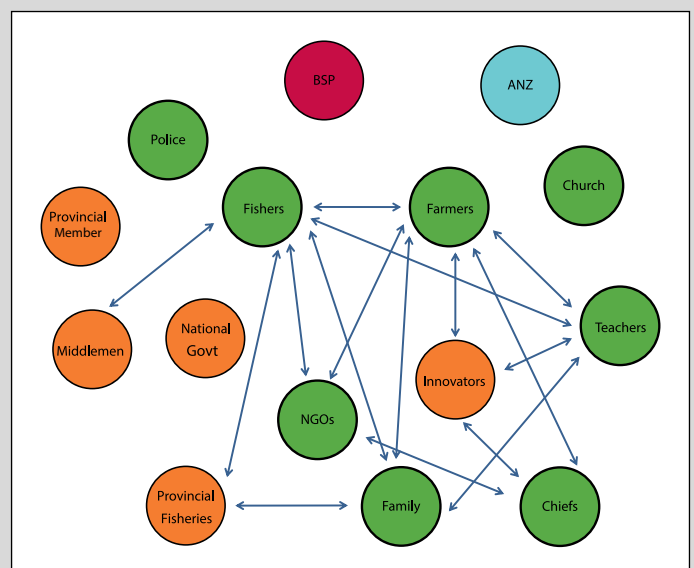 BSP
ANZ
Police
Church
Fishers
Farmers
Provincial
Member
Teachers
National
Govt
Middlemen
Innovators
NGOs
Provincial
Fisheries
Family
Chiefs